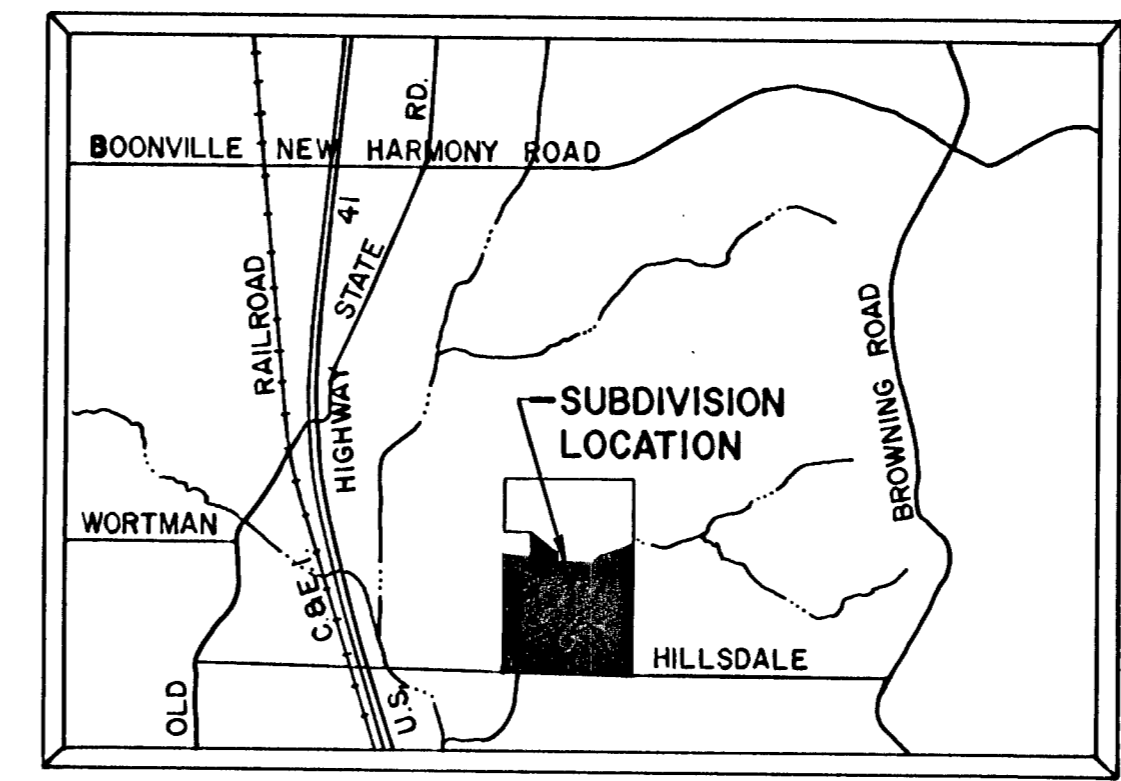 BOONVILLE NEW HARMONY ROAD
RAILROAD
C.&E.I.
U.S. HIGHWAY 41
OLD STATE RD.
BROWNING ROAD
SUBDIVISION
LOCATION
WORTMAN
HILLSDALE